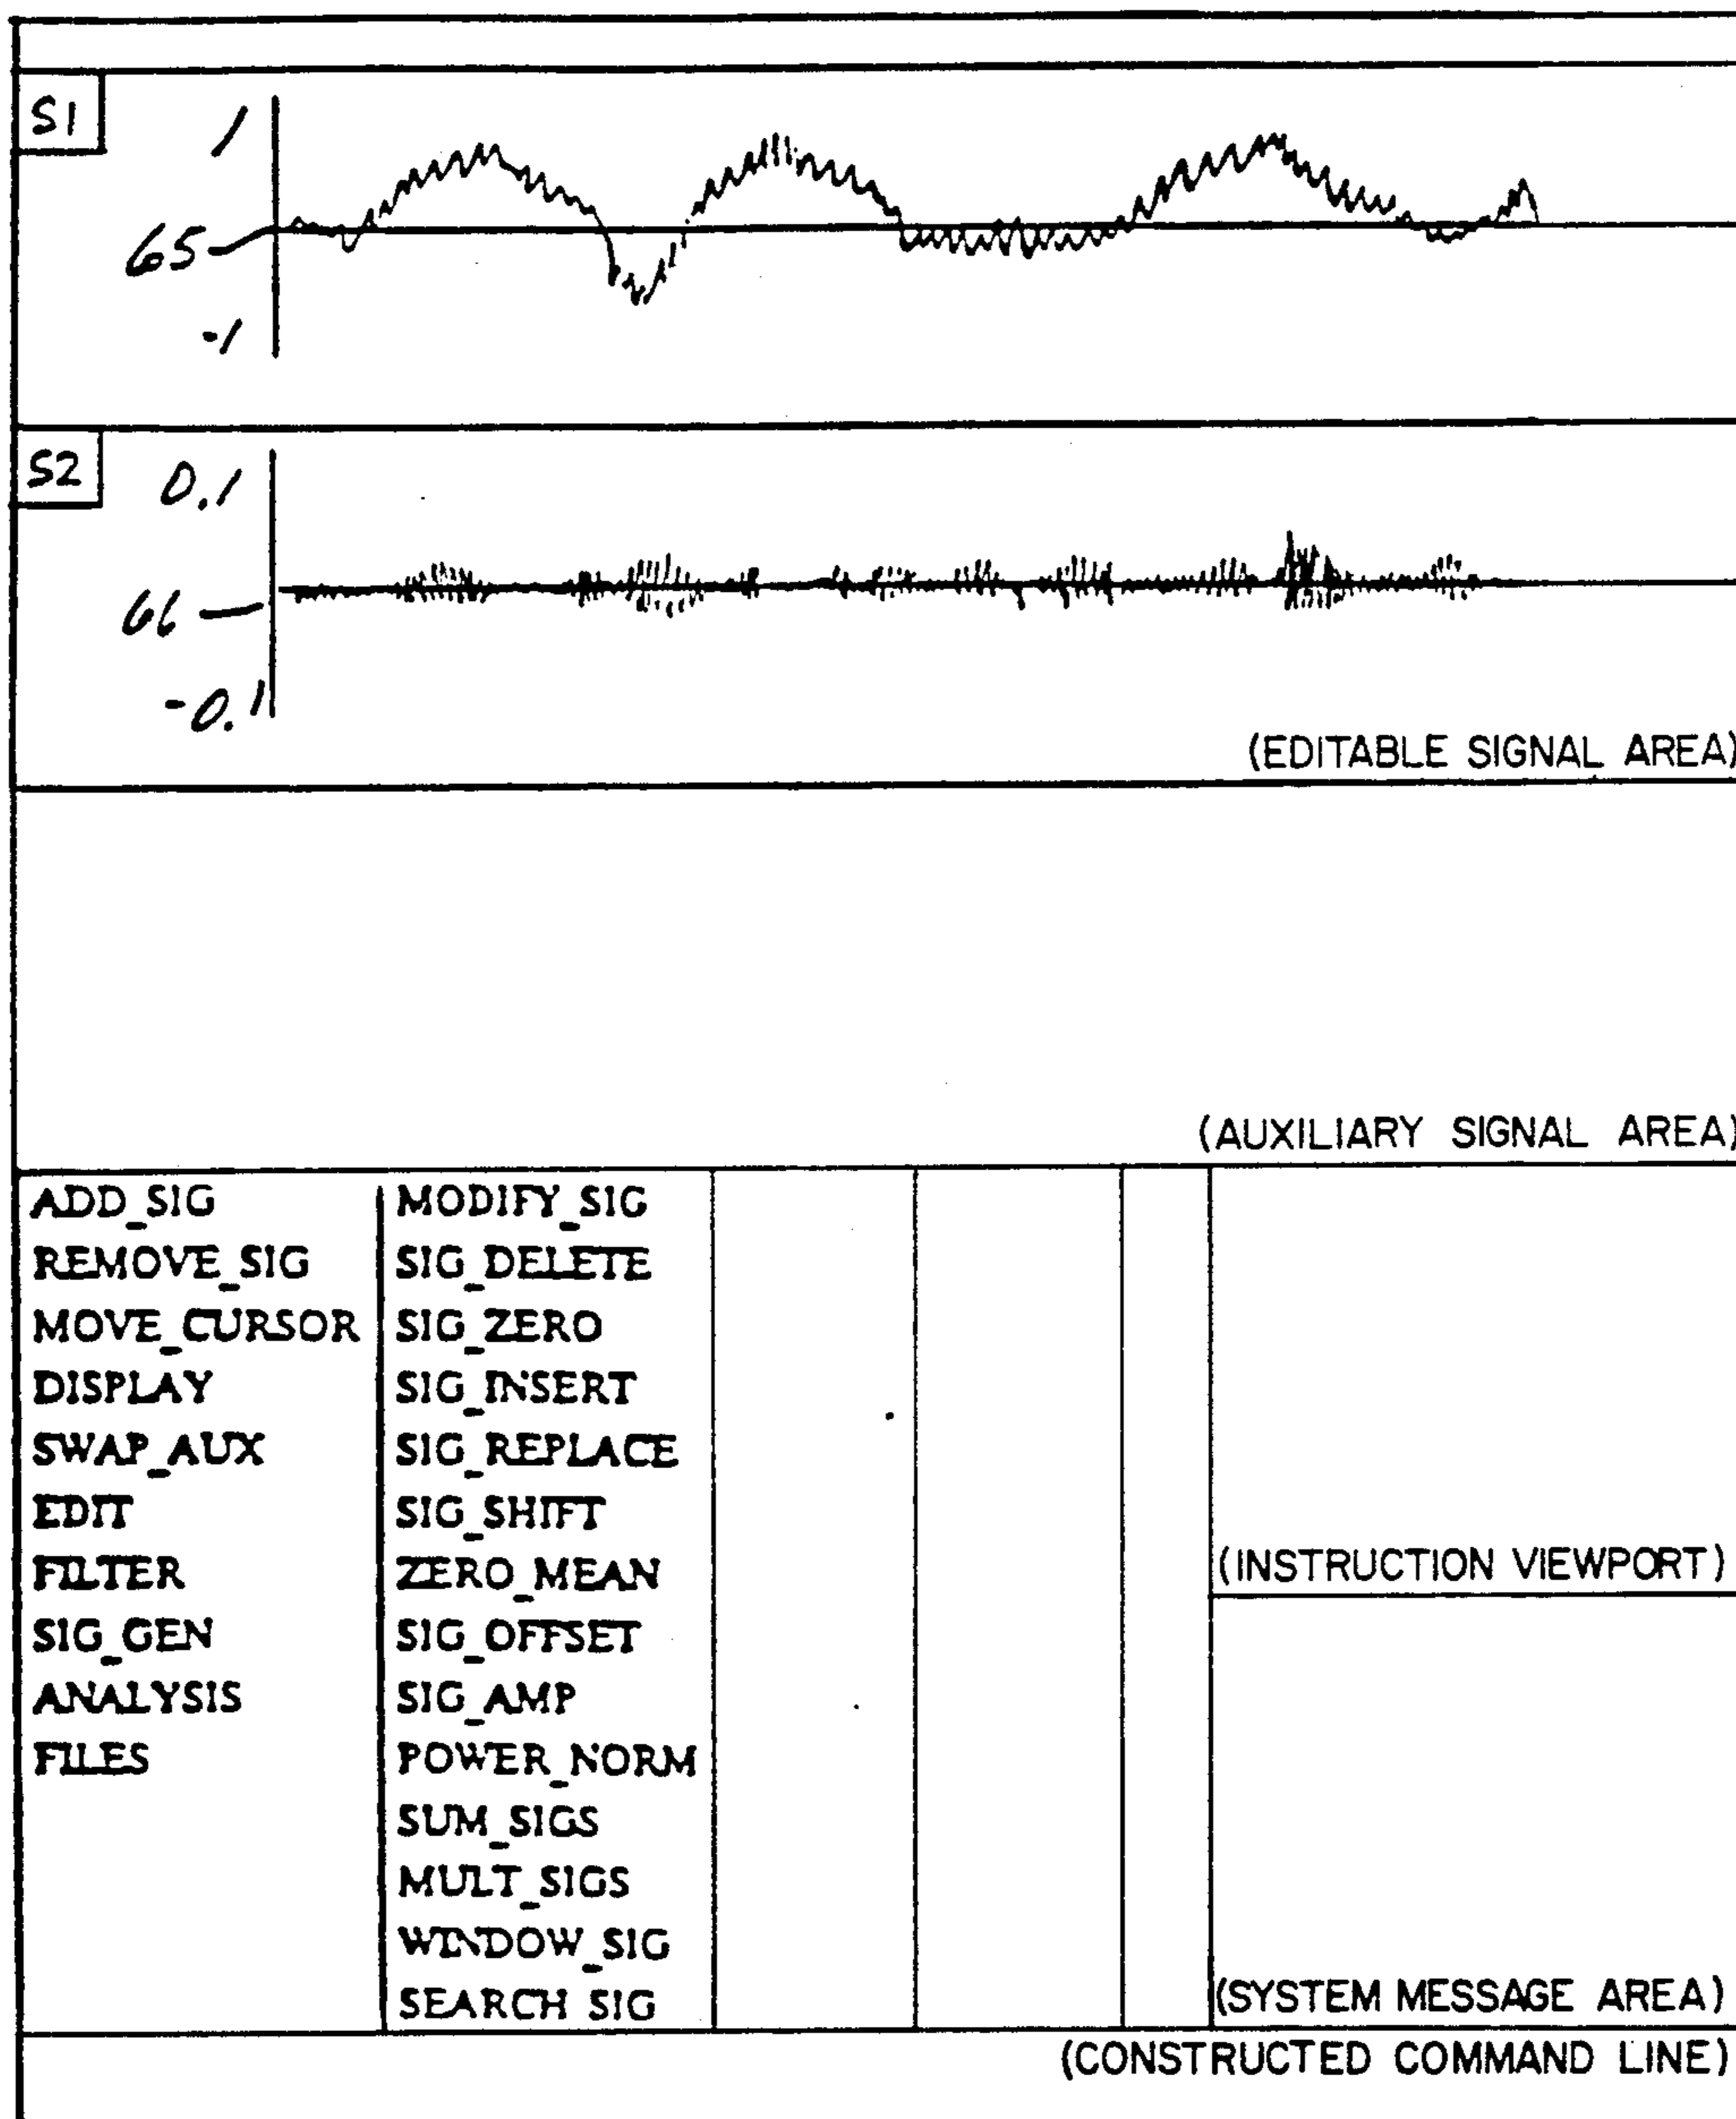 S1
1
65
-1
S2
0.1
66
-0.1
(EDITABLE SIGNAL AREA)
(AUXILIARY SIGNAL AREA)
ADD_SIG
REMOVE_SIG
MOVE_CURSOR
DISPLAY
SWAP_AUX
EDIT
FILTER
SIG_GEN
ANALYSIS
FILES
MODIFY_SIG
SIG_DELETE
SIG_ZERO
SIG_INSERT
SIG_REPLACE
SIG_SHIFT
ZERO_MEAN
SIG_OFFSET
SIG_AMP
POWER_NORM
SUM_SIGS
MULT_SIGS
WINDOW_SIG
SEARCH SIG
(INSTRUCTION VIEWPORT)
(SYSTEM MESSAGE AREA)
(CONSTRUCTED COMMAND LINE)